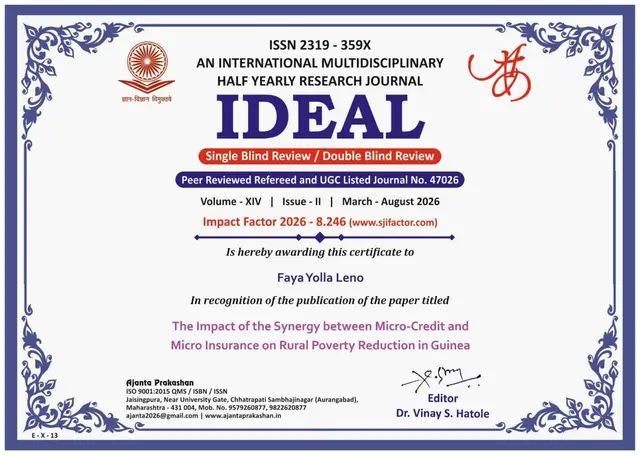 ISSN 2319 - 359X
AN INTERNATIONAL MULTIDISCIPLINARY
HALF YEARLY RESEARCH JOURNAL
IDEAL
ज्ञान-विज्ञान विमुक्तये
Single Blind Review / Double Blind Review
Peer Reviewed Refereed and UGC Listed Journal No. 47026
Volume - XIV | Issue - II | March - August 2026
Impact Factor 2026 - 8.246 (www.sjifactor.com)
Is hereby awarding this certificate to
Faya Yolla Leno
In recognition of the publication of the paper titled
The Impact of the Synergy between Micro-Credit and
Micro Insurance on Rural Poverty Reduction in Guinea
Ajanta Prakashan
ISO 9001:2015 QMS / ISBN / ISSN
Jaisingpura, Near University Gate, Chhatrapati Sambhajinagar (Aurangabad),
Maharashtra - 431 004, Mob. No. 9579260877, 9822620877
ajanta2026@gmail.com | www.ajantaprakashan.in
Editor
Dr. Vinay S. Hatole
E - X - 13